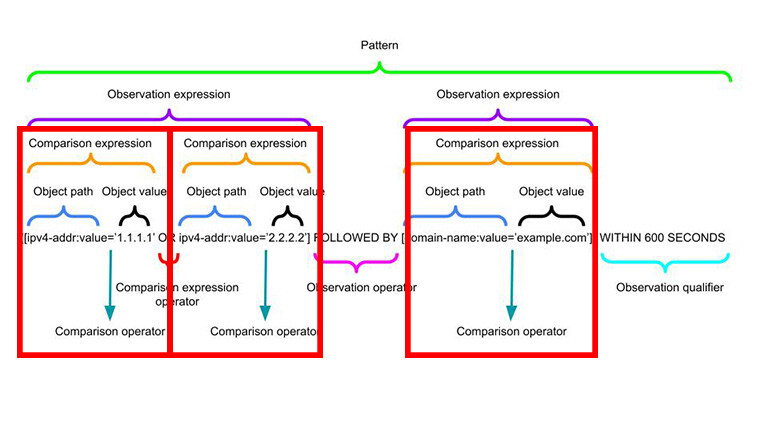 Pattern
Observation expression
Observation expression
Comparison expression
Comparison expression
Comparison expression
Object path
Object value
Object path
Object value
Object path
Object value
[ipv4-addr:value='1.1.1.1' OR ipv4-addr:value='2.2.2.2'] FOLLOWED BY [domain-name:value='example.com'] WITHIN 600 SECONDS
Comparison expression
operator
Observation operator
Observation qualifier
Comparison operator
Comparison operator
Comparison operator